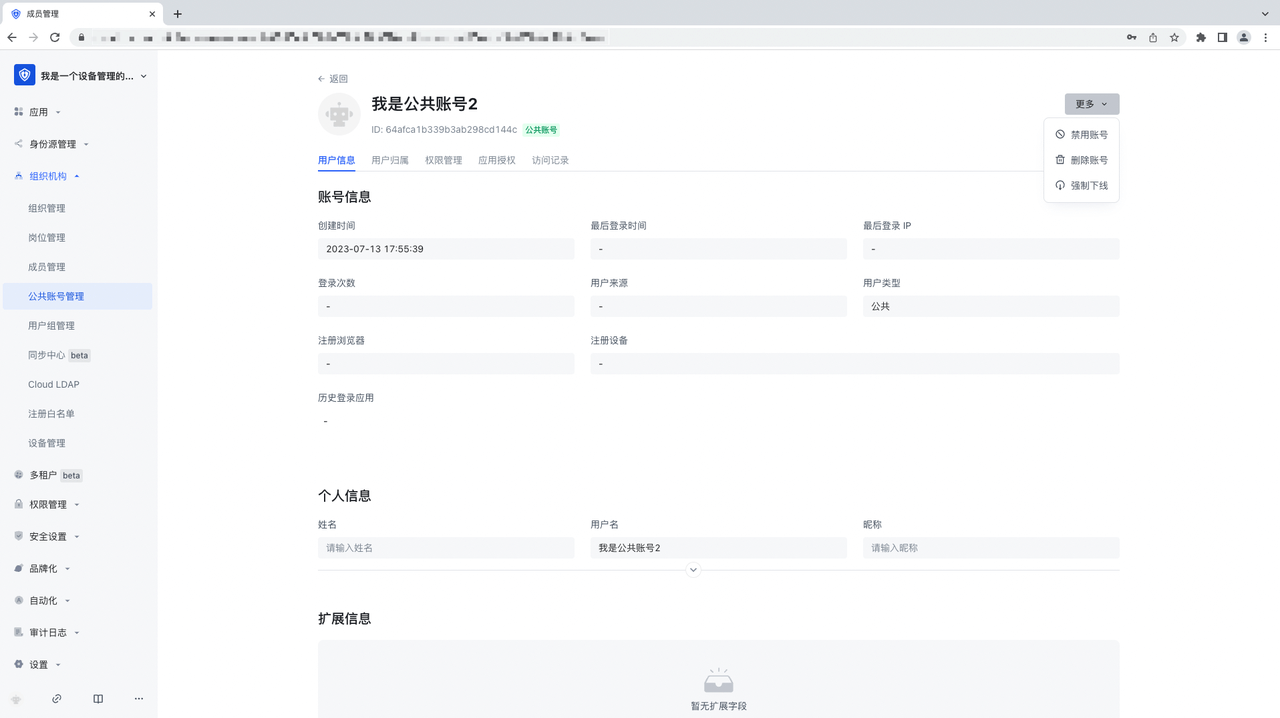 成员管理
我是一个设备管理的...
应用
身份源管理
组织机构
组织管理
岗位管理
成员管理
公共账号管理
用户组管理
同步中心 beta
Cloud LDAP
注册白名单
设备管理
多租户 beta
权限管理
安全设置
品牌化
自动化
审计日志
设置
返回
我是公共账号2
ID: 64afca1b339b3ab298cd144c 公共账号
更多
禁用账号
删除账号
强制下线
用户信息 用户归属 权限管理 应用授权 访问记录
账号信息
创建时间 最后登录时间 最后登录 IP
2023-07-13 17:55:39 - -
登录次数 用户来源 用户类型
- - 公共
注册浏览器 注册设备
- -
历史登录应用
-
个人信息
姓名 用户名 昵称
请输入姓名 我是公共账号2 请输入昵称
扩展信息
暂无扩展字段